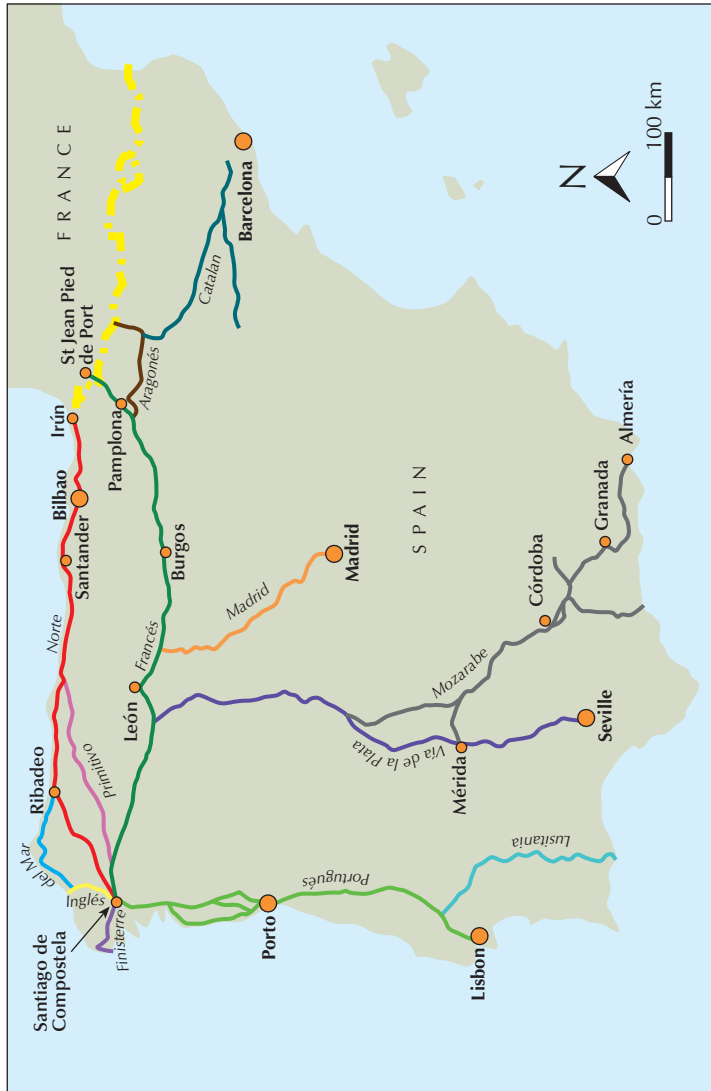 FRANCE
St Jean Pied
de Port
Irún
Bilbao
Santander
Norte
Ribadeo
del Mar
Inglés
Santiago de
Compostela
Finisterre
Primitivo
León
Francés
Burgos
Pamplona
Aragonés
Catalan
Barcelona
Madrid
Madrid
SPAIN
Porto
Portugués
Vía de la Plata
Mozarabe
Mérida
Lisbon
Lusitania
Seville
Córdoba
Granada
Almería
N
0 100 km